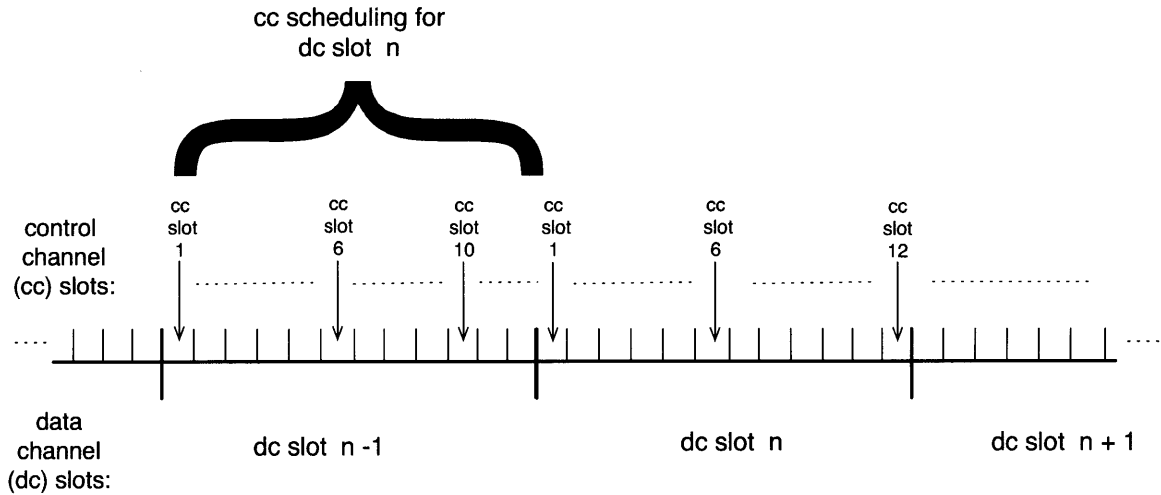 cc scheduling for
dc slot n
control
channel
(cc) slots:
cc
slot
1
cc
slot
6
cc
slot
10
cc
slot
1
cc
slot
6
cc
slot
12
data
channel
(dc) slots:
dc slot n -1
dc slot n
dc slot n + 1